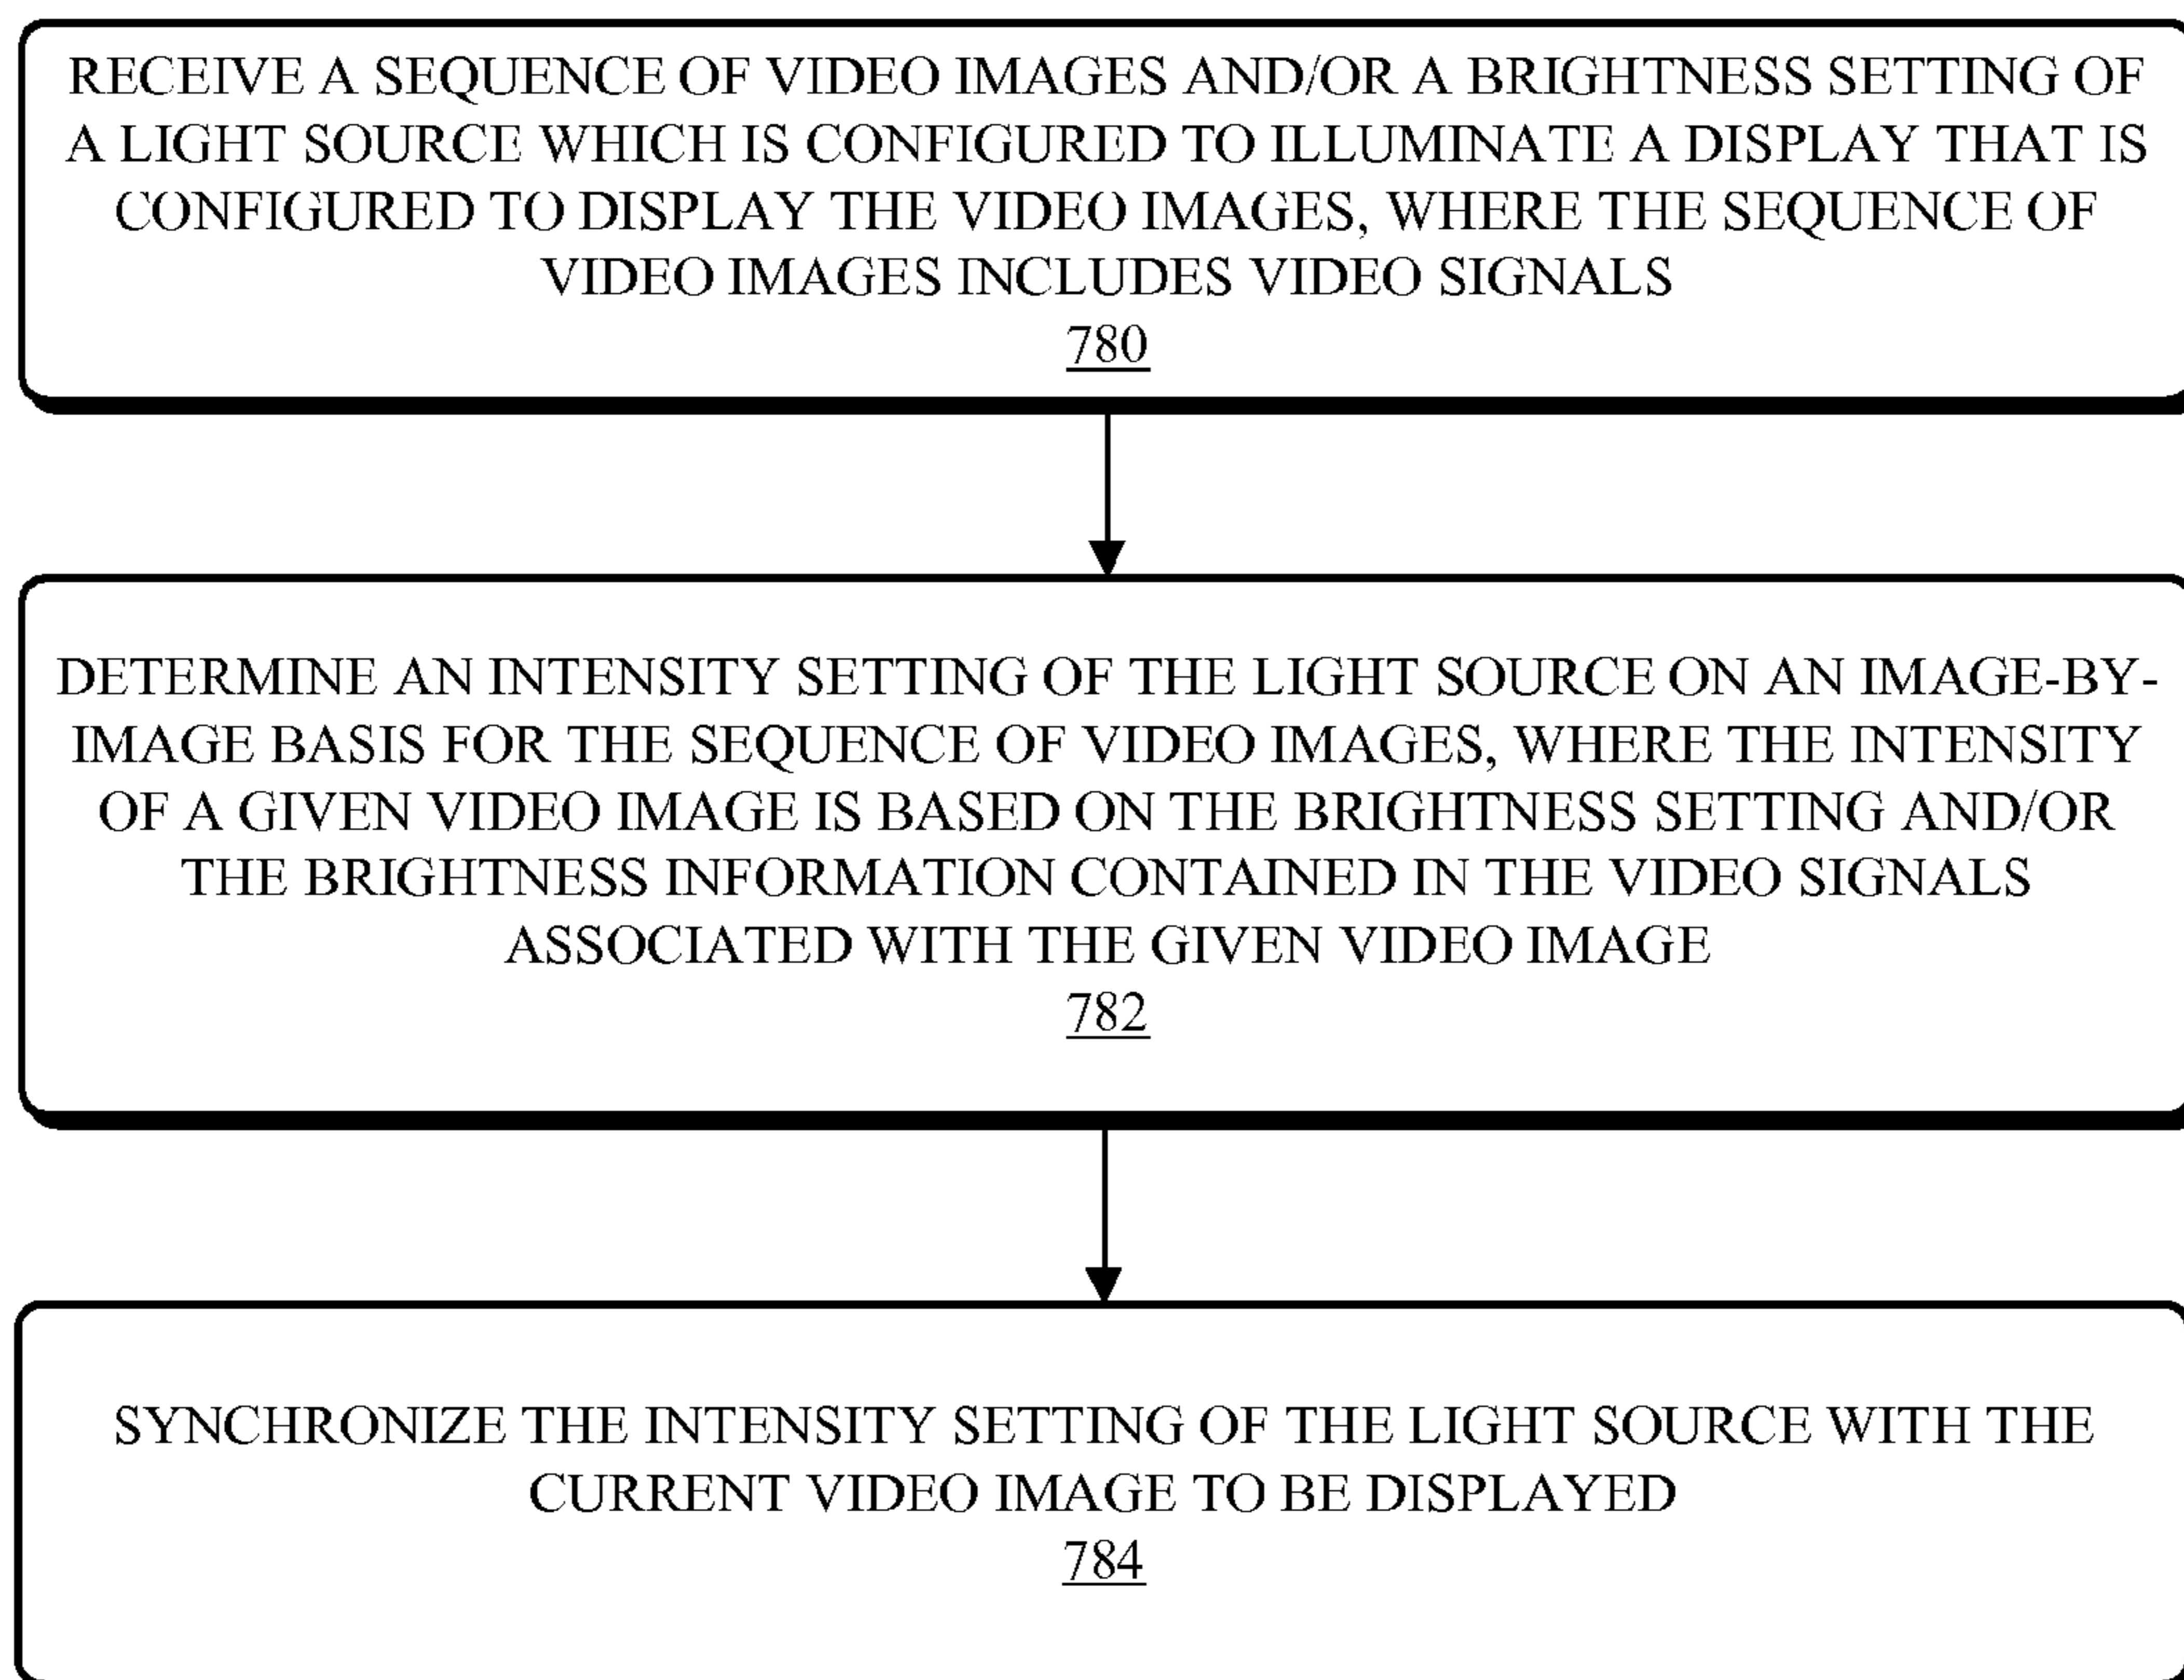 RECEIVE A SEQUENCE OF VIDEO IMAGES AND/OR A BRIGHTNESS SETTING OF
A LIGHT SOURCE WHICH IS CONFIGURED TO ILLUMINATE A DISPLAY THAT IS
CONFIGURED TO DISPLAY THE VIDEO IMAGES, WHERE THE SEQUENCE OF
VIDEO IMAGES INCLUDES VIDEO SIGNALS
780
DETERMINE AN INTENSITY SETTING OF THE LIGHT SOURCE ON AN IMAGE-BY-
IMAGE BASIS FOR THE SEQUENCE OF VIDEO IMAGES, WHERE THE INTENSITY
OF A GIVEN VIDEO IMAGE IS BASED ON THE BRIGHTNESS SETTING AND/OR
THE BRIGHTNESS INFORMATION CONTAINED IN THE VIDEO SIGNALS
ASSOCIATED WITH THE GIVEN VIDEO IMAGE
782
SYNCHRONIZE THE INTENSITY SETTING OF THE LIGHT SOURCE WITH THE
CURRENT VIDEO IMAGE TO BE DISPLAYED
784